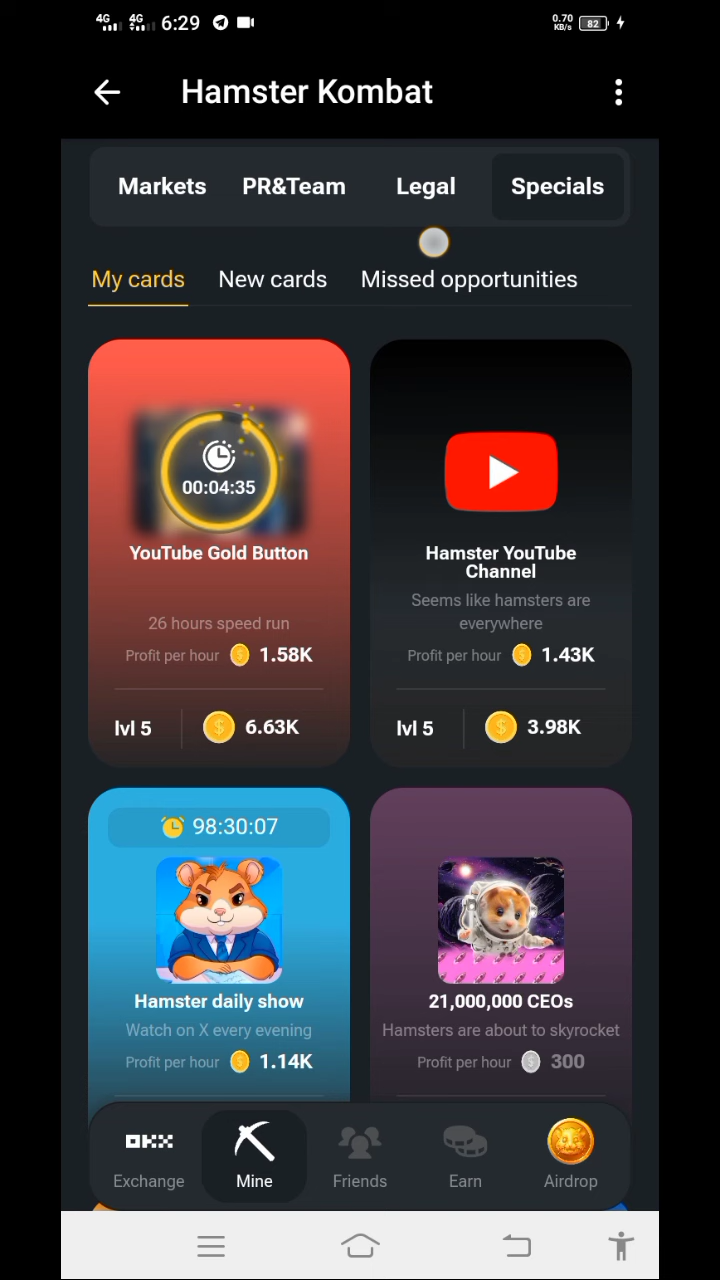 4G 4G 6:29 0.70 KB/s 82
Hamster Kombat
Markets PR&Team Legal Specials
My cards New cards Missed opportunities
00:04:35
YouTube Gold Button
26 hours speed run
Profit per hour 1.58K
lvl 5 6.63K
Hamster YouTube
Channel
Seems like hamsters are
everywhere
Profit per hour 1.43K
lvl 5 3.98K
98:30:07
Hamster daily show
Watch on X every evening
Profit per hour 1.14K
21,000,000 CEOs
Hamsters are about to skyrocket
Profit per hour 300
OKX
Exchange Mine Friends Earn Airdrop